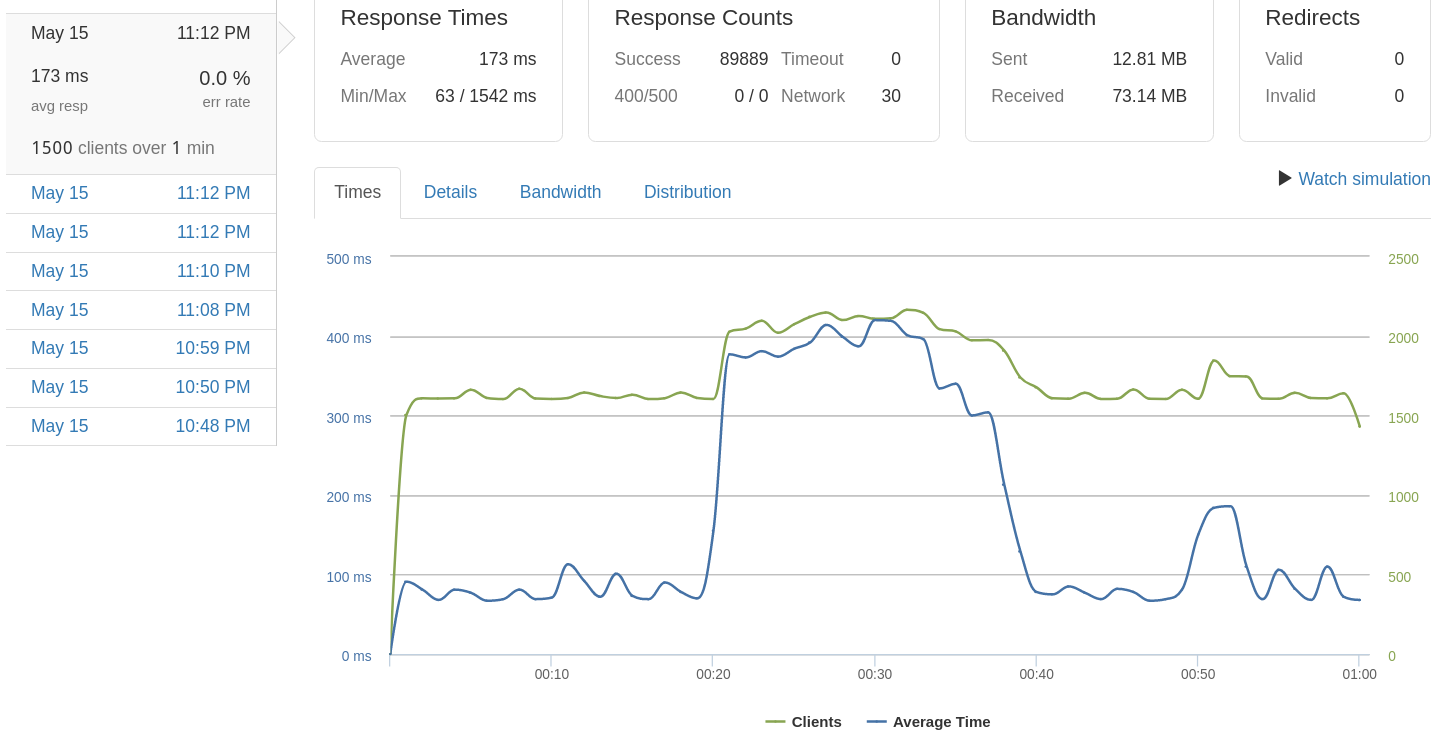 May 15 11:12 PM
173 ms 0.0 %
avg resp err rate
1500 clients over 1 min
May 15 11:12 PM
May 15 11:12 PM
May 15 11:10 PM
May 15 11:08 PM
May 15 10:59 PM
May 15 10:50 PM
May 15 10:48 PM
Response Times
Average 173 ms
Min/Max 63 / 1542 ms
Response Counts
Success 89889 Timeout 0
400/500 0 / 0 Network 30
Bandwidth
Sent 12.81 MB
Received 73.14 MB
Redirects
Valid 0
Invalid 0
Times Details Bandwidth Distribution
Watch simulation
500 ms 2500
400 ms 2000
300 ms 1500
200 ms 1000
100 ms 500
0 ms 0
00:10 00:20 00:30 00:40 00:50 01:00
Clients Average Time